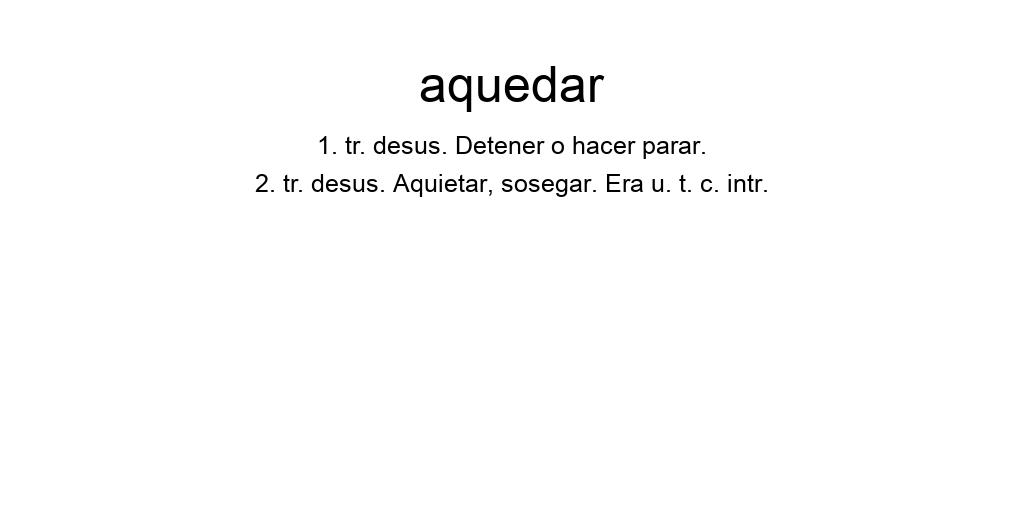 aquedar
1. tr. desus. Detener o hacer parar.
2. tr. desus. Aquietar, sosegar. Era u. t. c. intr.